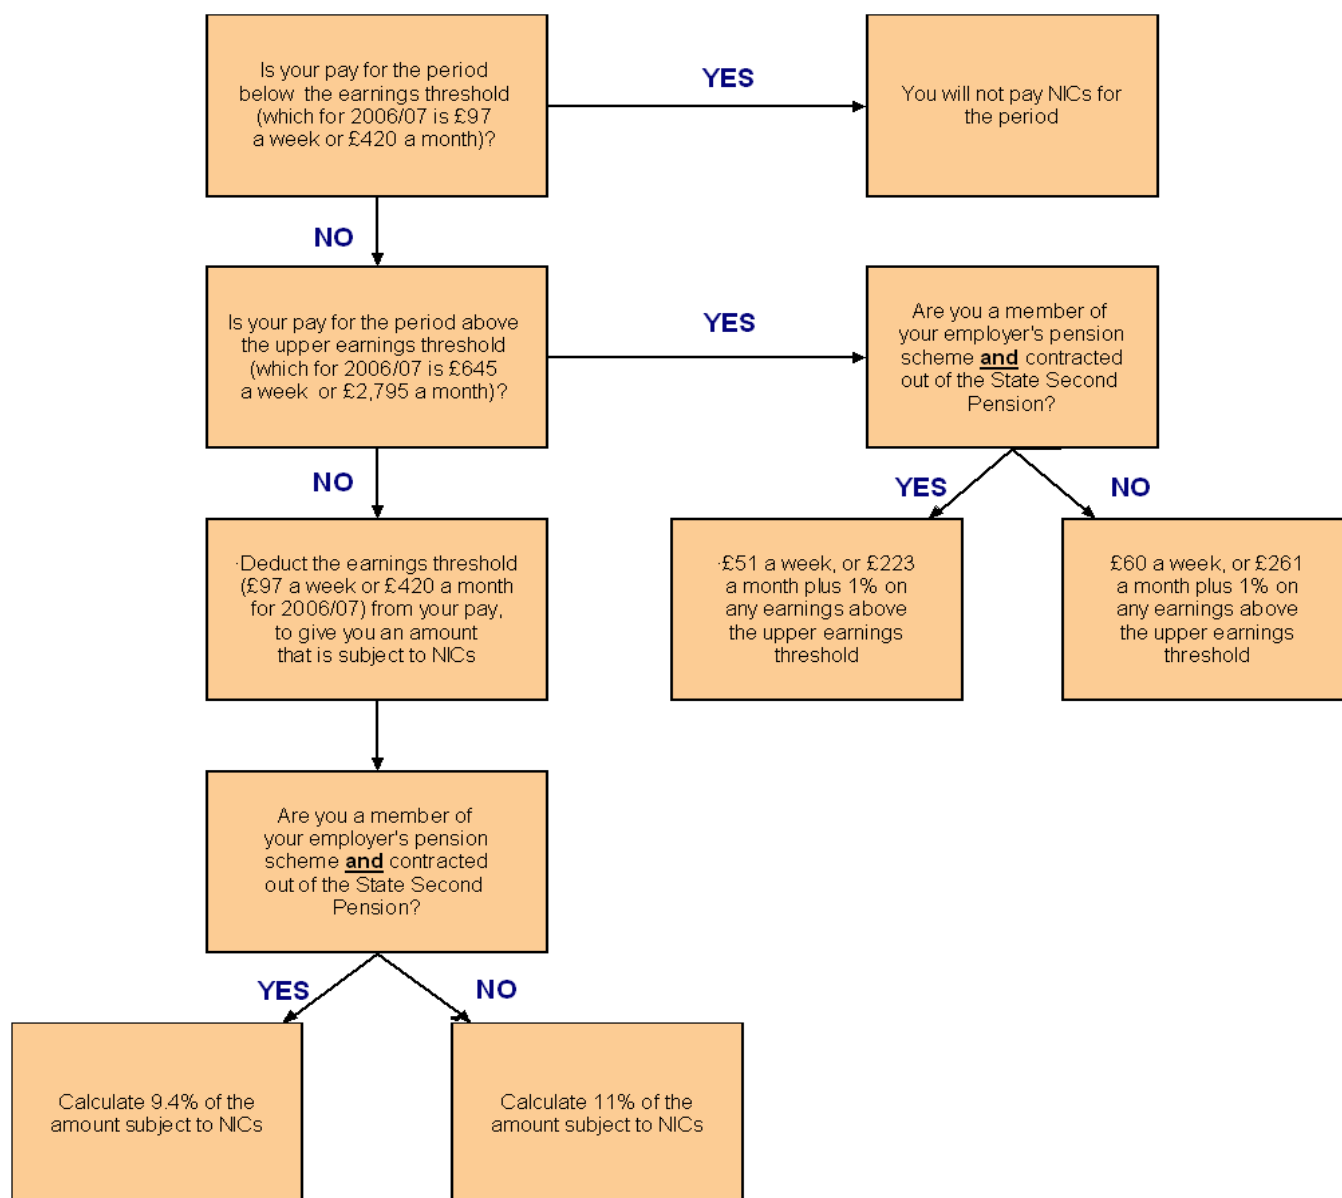 Is your pay for the period
below the earnings threshold
(which for 2006/07 is £97
a week or £420 a month)?
YES
You will not pay NICs for
the period
NO
Is your pay for the period above
the upper earnings threshold
(which for 2006/07 is £645
a week or £2,795 a month)?
YES
Are you a member of
your employer's pension
scheme and contracted
out of the State Second
Pension?
NO
YES
NO
·Deduct the earnings threshold
(£97 a week or £420 a month
for 2006/07) from your pay,
to give you an amount
that is subject to NICs
·£51 a week, or £223
a month plus 1% on
any earnings above
the upper earnings
threshold
£60 a week, or £261
a month plus 1% on
any earnings above
the upper earnings
threshold
Are you a member of
your employer's pension
scheme and contracted
out of the State Second
Pension?
YES
NO
Calculate 9.4% of the
amount subject to NICs
Calculate 11% of the
amount subject to NICs